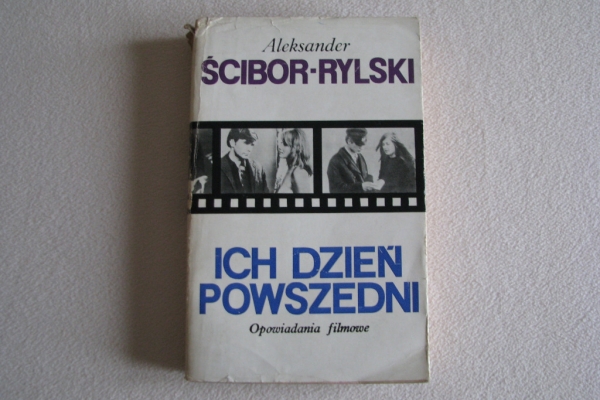 Aleksander
ŚCIBOR-RYLSKI
ICH DZIEŃ
POWSZEDNI
Opowiadania filmowe